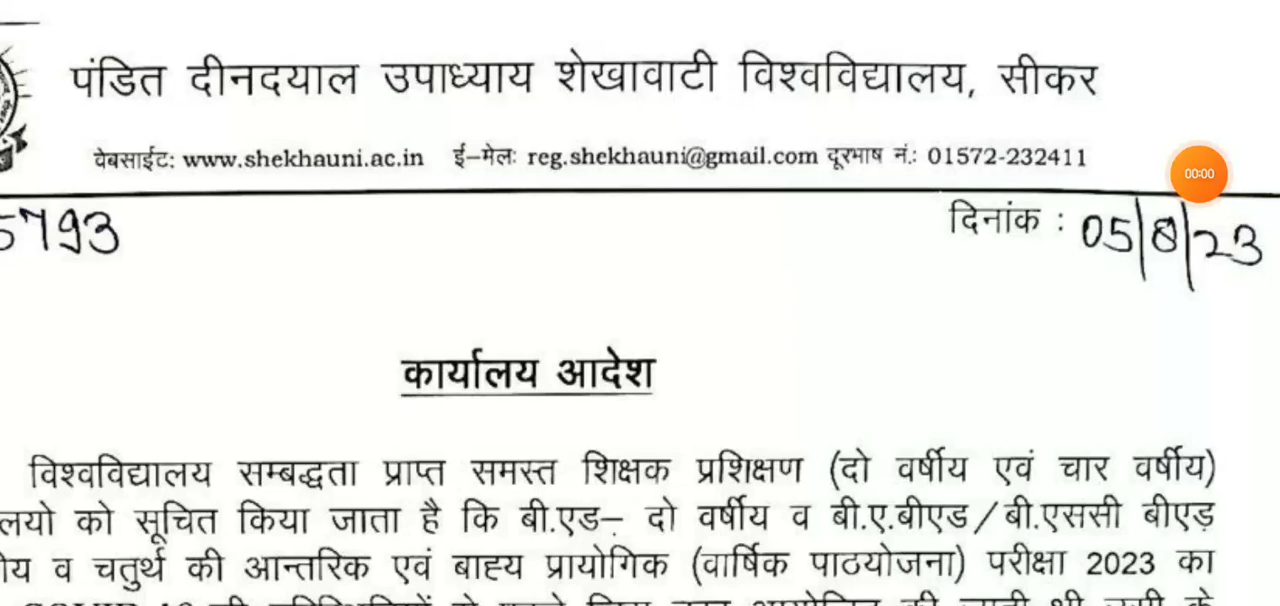 पंडित दीनदयाल उपाध्याय शेखावाटी विश्वविद्यालय, सीकर
वेबसाईट: www.shekhauni.ac.in ई-मेलः reg.shekhauni@gmail.com दूरभाष नं.: 01572-232411
00:00
5793 दिनांक : 05/8/23
कार्यालय आदेश
विश्वविद्यालय सम्बद्धता प्राप्त समस्त शिक्षक प्रशिक्षण (दो वर्षीय एवं चार वर्षीय)
लयो को सूचित किया जाता है कि बी.एड– दो वर्षीय व बी.ए.बीएड/बी.एससी बीएड़
य व चतुर्थ की आन्तरिक एवं बाह्य प्रायोगिक (वार्षिक पाठयोजना) परीक्षा 2023 का